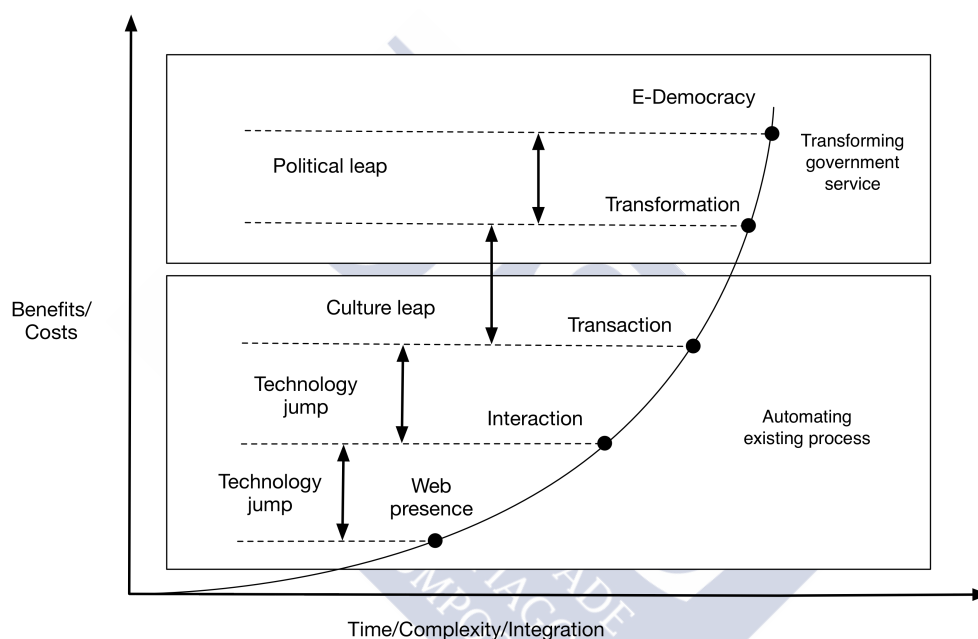 E-Democracy
Transforming
government
service
Political leap
Transformation
Benefits/
Costs
Culture leap
Transaction
Technology
jump
Interaction
Automating
existing process
Technology
jump
Web
presence
Time/Complexity/Integration